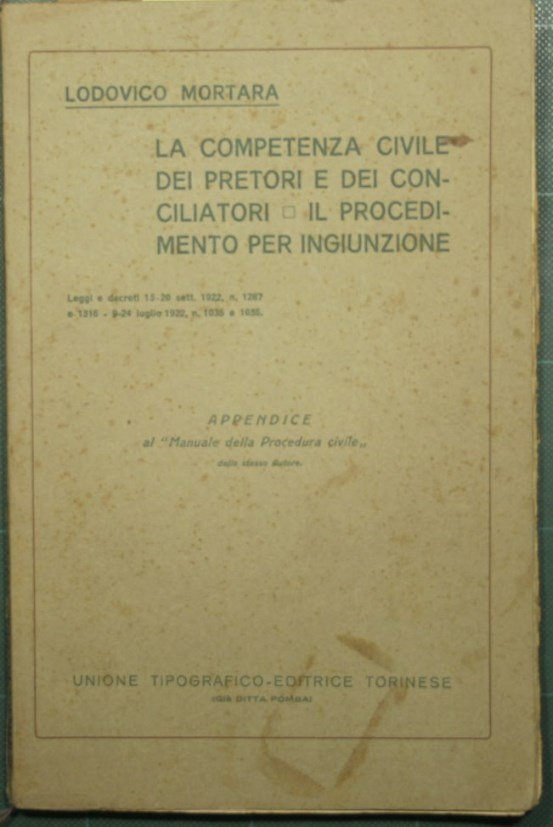 LODOVICO MORTARA
LA COMPETENZA CIVILE
DEI PRETORI E DEI CON-
CILIATORI □ IL PROCEDI-
MENTO PER INGIUNZIONE
Leggi e decreti 15-20 sett. 1922, n. 1287
e 1316 - 9-24 luglio 1922, n. 1035 e 1036.
APPENDICE
al "Manuale della Procedura civile„
dello stesso Autore.
UNIONE TIPOGRAFICO-EDITRICE TORINESE
(GIÀ DITTA POMBA)